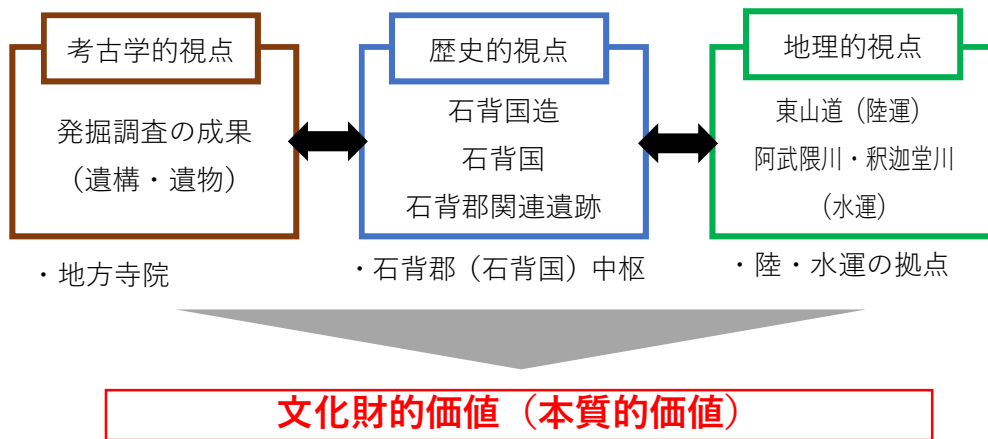 考古学的視点
発掘調査の成果
（遺構・遺物）
・地方寺院
歴史的視点
石背国造
石背国
石背郡関連遺跡
・石背郡（石背国）中枢
地理的視点
東山道（陸運）
阿武隈川・釈迦堂川
（水運）
・陸・水運の拠点
文化財的価値（本質的価値）